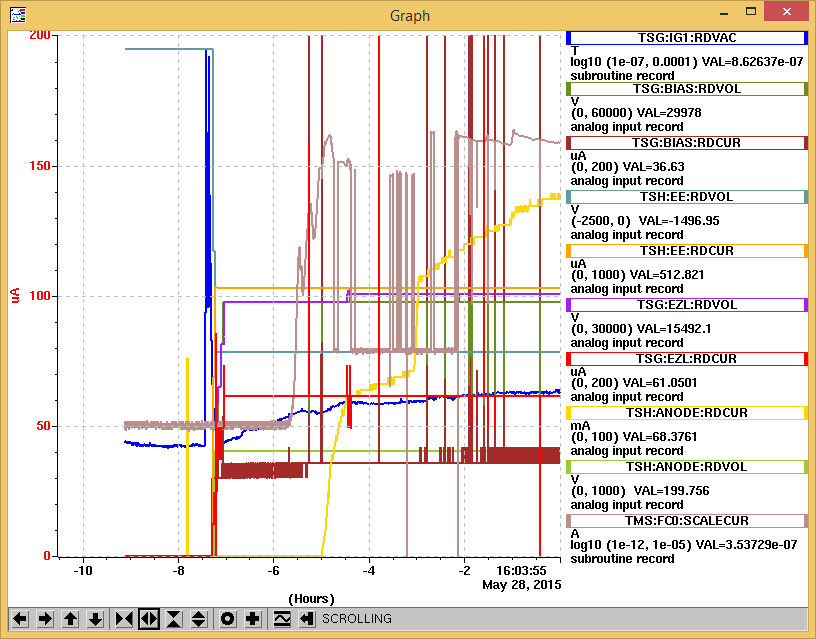 Graph
TSG:IG1:RDVAC
T
log10 (1e-07, 0.0001) VAL=8.62637e-07
subroutine record
TSG:BIAS:RDVOL
V
(0, 60000) VAL=29978
analog input record
TSG:BIAS:RDCUR
uA
(0, 200) VAL=36.63
analog input record
TSH:EE:RDVOL
V
(-2500, 0) VAL=-1496.95
analog input record
TSH:EE:RDCUR
uA
(0, 1000) VAL=512.821
analog input record
TSG:EZL:RDVOL
V
(0, 30000) VAL=15492.1
analog input record
TSG:EZL:RDCUR
uA
(0, 200) VAL=61.0501
analog input record
TSH:ANODE:RDCUR
mA
(0, 100) VAL=68.3761
analog input record
TSH:ANODE:RDVOL
V
(0, 1000) VAL=199.756
analog input record
TMS:FC0:SCALECUR
A
log10 (1e-12, 1e-05) VAL=3.53729e-07
subroutine record
200
150
100
50
0
uA
-10 -8 -6 -4 -2 16:03:55
May 28, 2015
(Hours)
SCROLLING